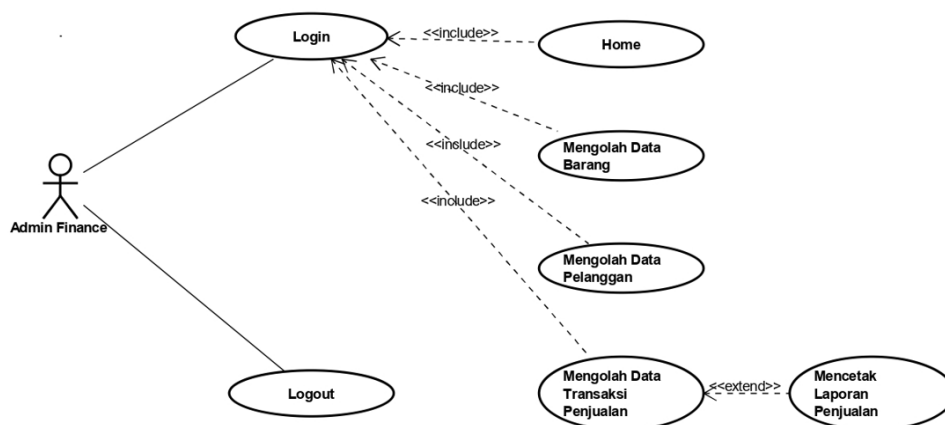 Login
<<include>>
Home
<<include>>
Mengolah Data
Barang
<<include>>
Admin Finance
<<include>>
Mengolah Data
Pelanggan
Logout
Mengolah Data
Transaksi
Penjualan
<<extend>>
Mencetak
Laporan
Penjualan